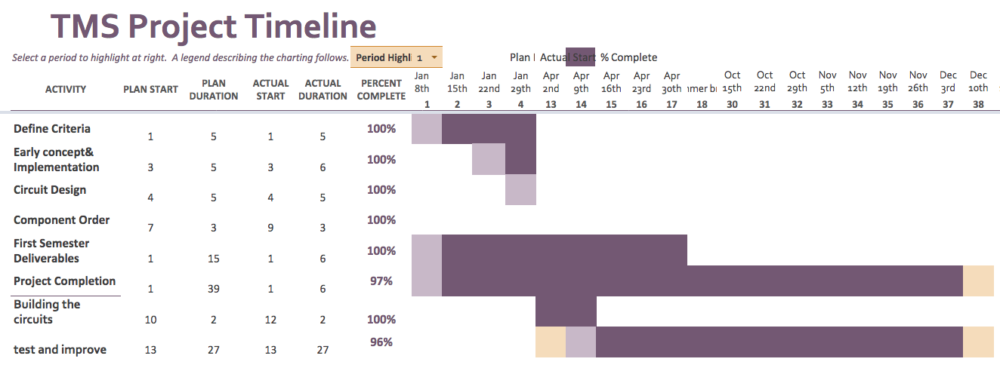 TMS Project Timeline
Select a period to highlight at right. A legend describing the charting follows. Period Highli 1 Plan Actual Start % Complete
ACTIVITY PLAN START PLAN DURATION ACTUAL START ACTUAL DURATION PERCENT COMPLETE
Jan 8th Jan 15th Jan 22nd Jan 29th Apr 2nd Apr 9th Apr 16th Apr 23rd Apr 30th Oct 15th Oct 22nd Oct 29th Nov 5th Nov 12th Nov 19th Nov 26th Dec 3rd Dec 10th
1 2 3 4 13 14 15 16 17 18 30 31 32 33 34 35 36 37 38
Define Criteria 1 5 1 5 100%
Early concept&
Implementation 3 5 3 6 100%
Circuit Design 4 5 4 5 100%
Component Order 7 3 9 3 100%
First Semester
Deliverables 1 15 1 6 100%
Project Completion 1 39 1 6 97%
Building the
circuits 10 2 12 2 100%
test and improve 13 27 13 27 96%